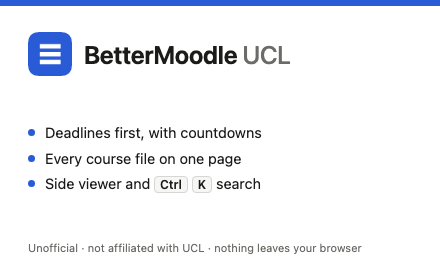 BetterMoodle UCL
Deadlines first, with countdowns
Every course file on one page
Side viewer and Ctrl K search
Unofficial · not affiliated with UCL · nothing leaves your browser